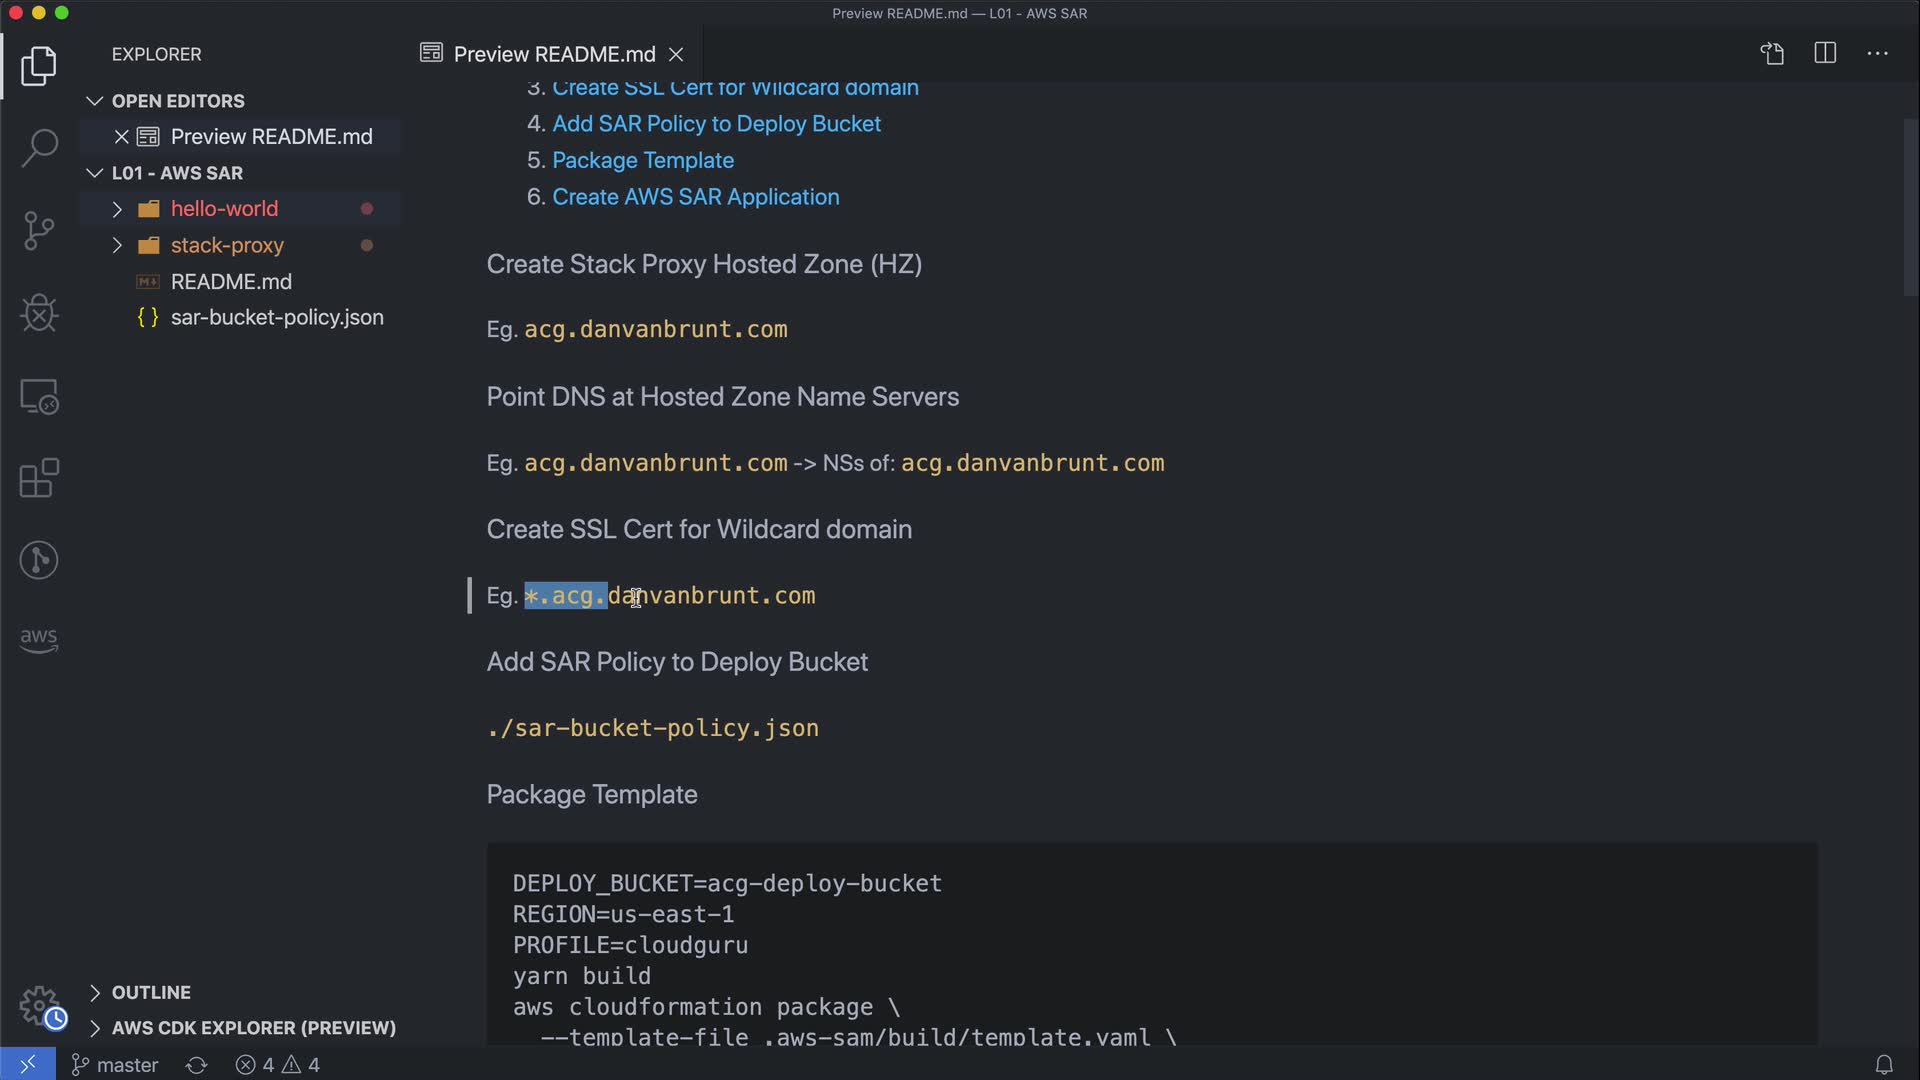 Preview README.md — L01 - AWS SAR
EXPLORER
Preview README.md
OPEN EDITORS
Preview README.md
L01 - AWS SAR
hello-world
stack-proxy
README.md
sar-bucket-policy.json
aws
OUTLINE
AWS CDK EXPLORER (PREVIEW)
3. Create SSL Cert for Wildcard domain
4. Add SAR Policy to Deploy Bucket
5. Package Template
6. Create AWS SAR Application
Create Stack Proxy Hosted Zone (HZ)
Eg. acg.danvanbrunt.com
Point DNS at Hosted Zone Name Servers
Eg. acg.danvanbrunt.com -> NSs of: acg.danvanbrunt.com
Create SSL Cert for Wildcard domain
Eg. *.acg.danvanbrunt.com
Add SAR Policy to Deploy Bucket
./sar-bucket-policy.json
Package Template
DEPLOY_BUCKET=acg-deploy-bucket
REGION=us-east-1
PROFILE=cloudguru
yarn build
aws cloudformation package \
--template-file .aws-sam/build/template.yaml \
master 4 4